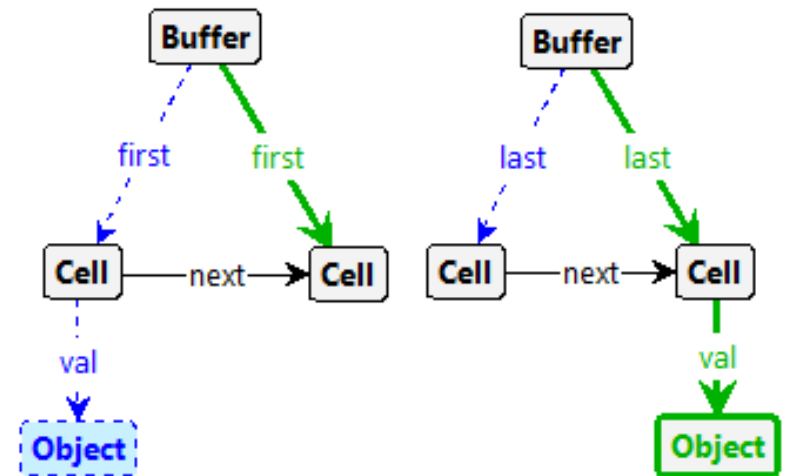 Buffer
Buffer
first
first
last
last
Cell
next
Cell
Cell
next
Cell
val
val
Object
Object